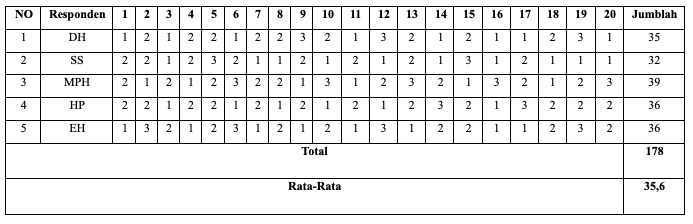 NO Responden 1 2 3 4 5 6 7 8 9 10 11 12 13 14 15 16 17 18 19 20 Jumblah
1 DH 1 2 1 2 2 1 2 2 3 2 1 3 2 1 2 1 1 2 3 1 35
2 SS 2 2 1 2 3 2 1 1 2 1 2 1 2 1 3 1 2 1 1 1 32
3 MPH 2 1 2 1 2 3 2 2 1 3 1 2 3 2 1 3 2 1 2 3 39
4 HP 2 2 1 2 2 1 2 1 2 1 2 1 2 3 2 1 3 2 2 2 36
5 EH 1 3 2 1 2 3 1 2 1 2 1 3 1 2 2 1 1 2 3 2 36
Total 178
Rata-Rata 35,6